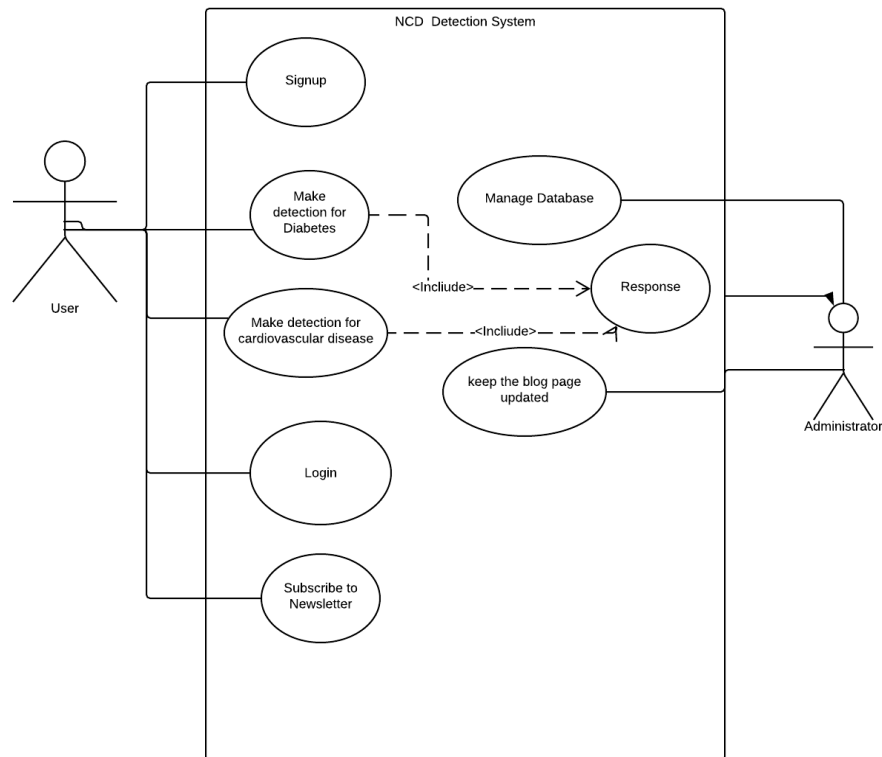 NCD  Detection System
Signup
Make
detection for
Diabetes
Manage Database
<Incliude>
Response
User
Make detection for
cardiovascular disease
<Incliude>
keep the blog page
updated
Administrator
Login
Subscribe to
Newsletter